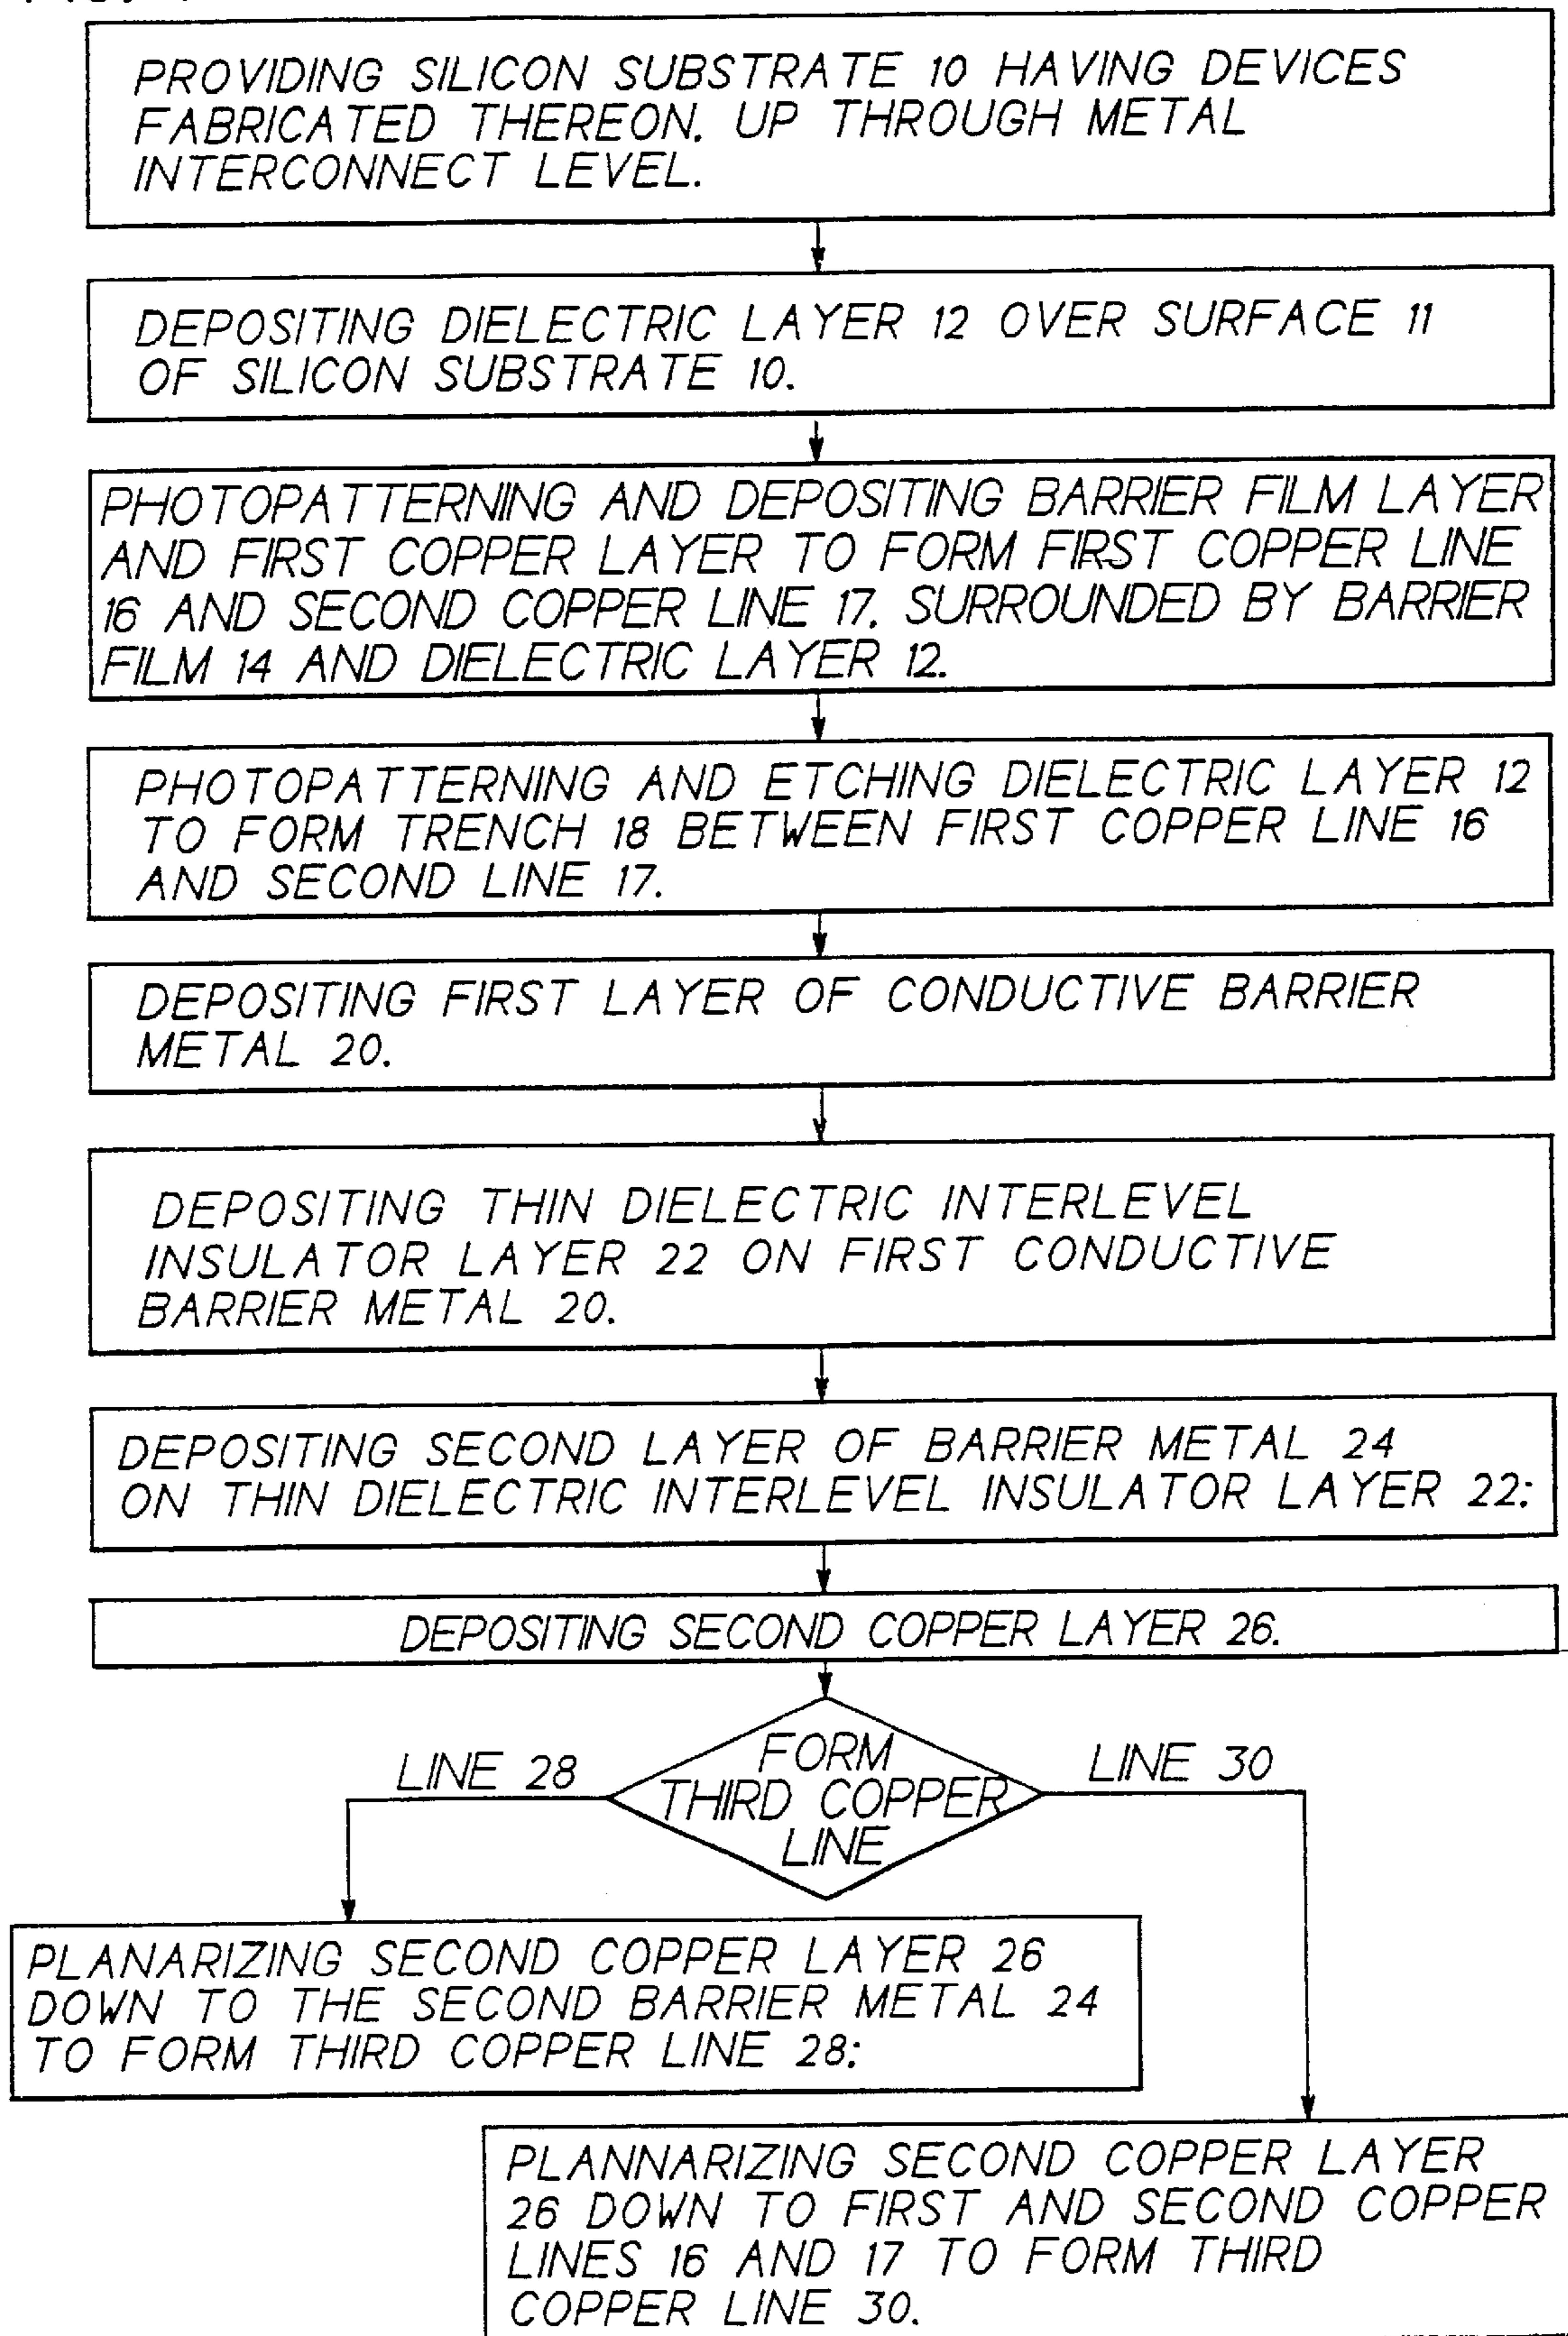 PROVIDING SILICON SUBSTRATE 10 HAVING DEVICES
FABRICATED THEREON. UP THROUGH METAL
INTERCONNECT LEVEL.
DEPOSITING DIELECTRIC LAYER 12 OVER SURFACE 11
OF SILICON SUBSTRATE 10.
PHOTOPATTERNING AND DEPOSITING BARRIER FILM LAYER
AND FIRST COPPER LAYER TO FORM FIRST COPPER LINE
16 AND SECOND COPPER LINE 17. SURROUNDED BY BARRIER
FILM 14 AND DIELECTRIC LAYER 12.
PHOTOPATTERNING AND ETCHING DIELECTRIC LAYER 12
TO FORM TRENCH 18 BETWEEN FIRST COPPER LINE 16
AND SECOND LINE 17.
DEPOSITING FIRST LAYER OF CONDUCTIVE BARRIER
METAL 20.
DEPOSITING THIN DIELECTRIC INTERLEVEL
INSULATOR LAYER 22 ON FIRST CONDUCTIVE
BARRIER METAL 20.
DEPOSITING SECOND LAYER OF BARRIER METAL 24
ON THIN DIELECTRIC INTERLEVEL INSULATOR LAYER 22:
DEPOSITING SECOND COPPER LAYER 26.
FORM
THIRD COPPER
LINE
LINE 28
LINE 30
PLANARIZING SECOND COPPER LAYER 26
DOWN TO THE SECOND BARRIER METAL 24
TO FORM THIRD COPPER LINE 28:
PLANNARIZING SECOND COPPER LAYER
26 DOWN TO FIRST AND SECOND COPPER
LINES 16 AND 17 TO FORM THIRD
COPPER LINE 30.